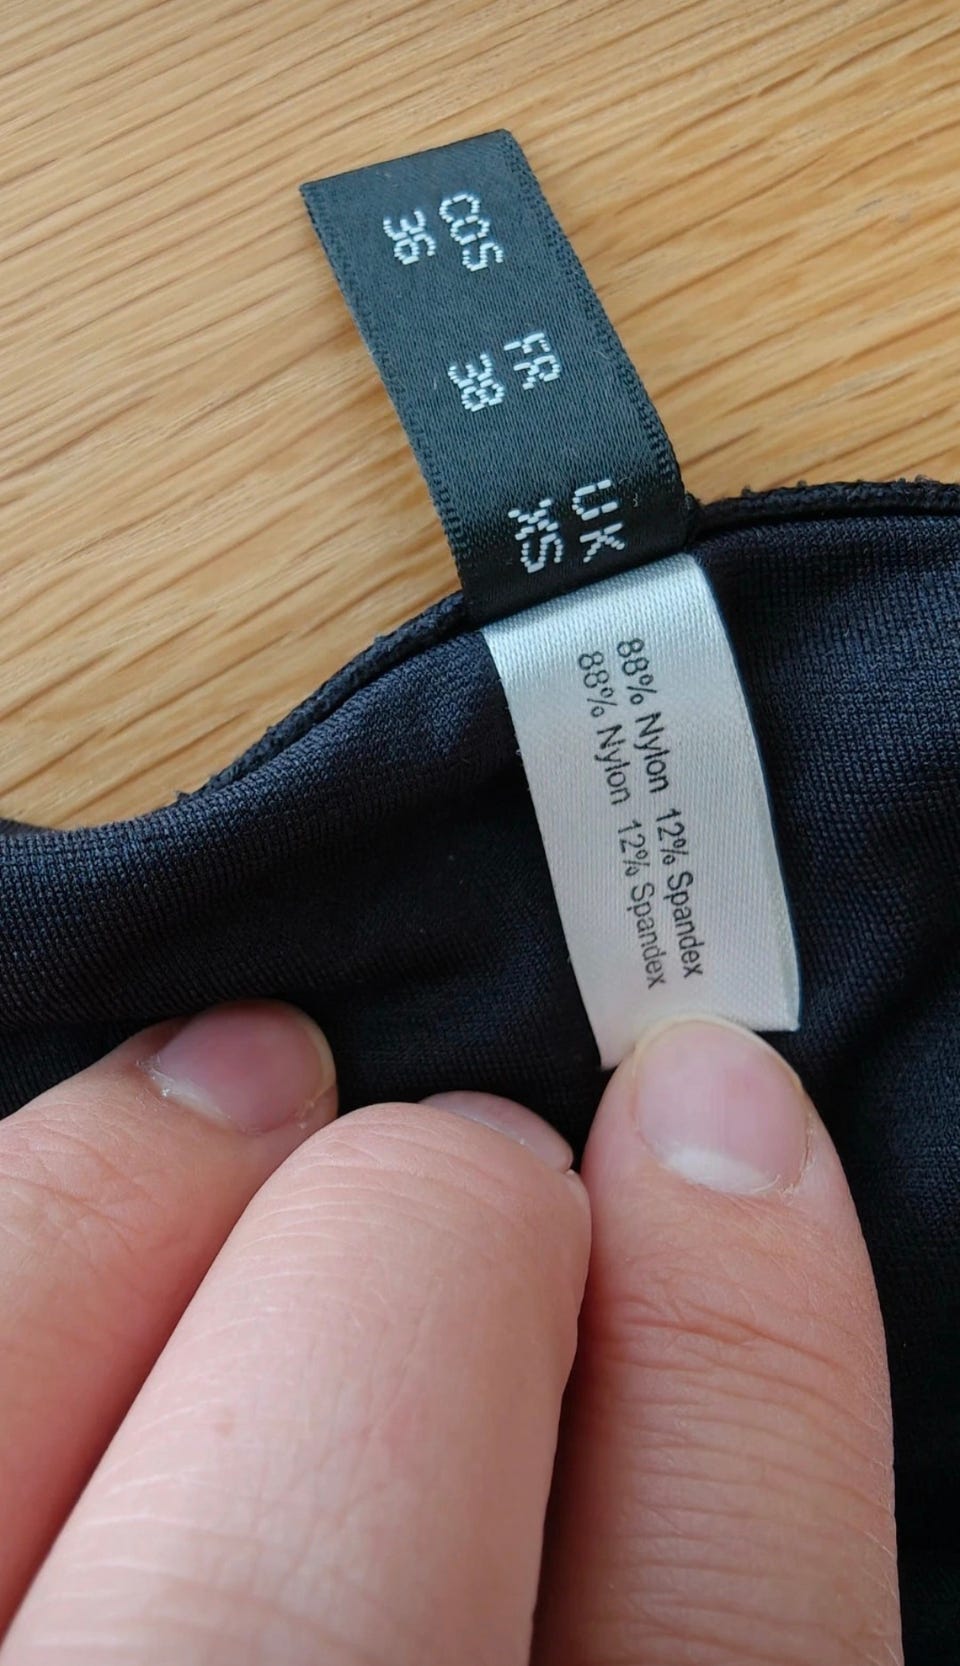 COS FR UK
36 38 XS
88% Nylon 12% Spandex
88% Nylon 12% Spandex